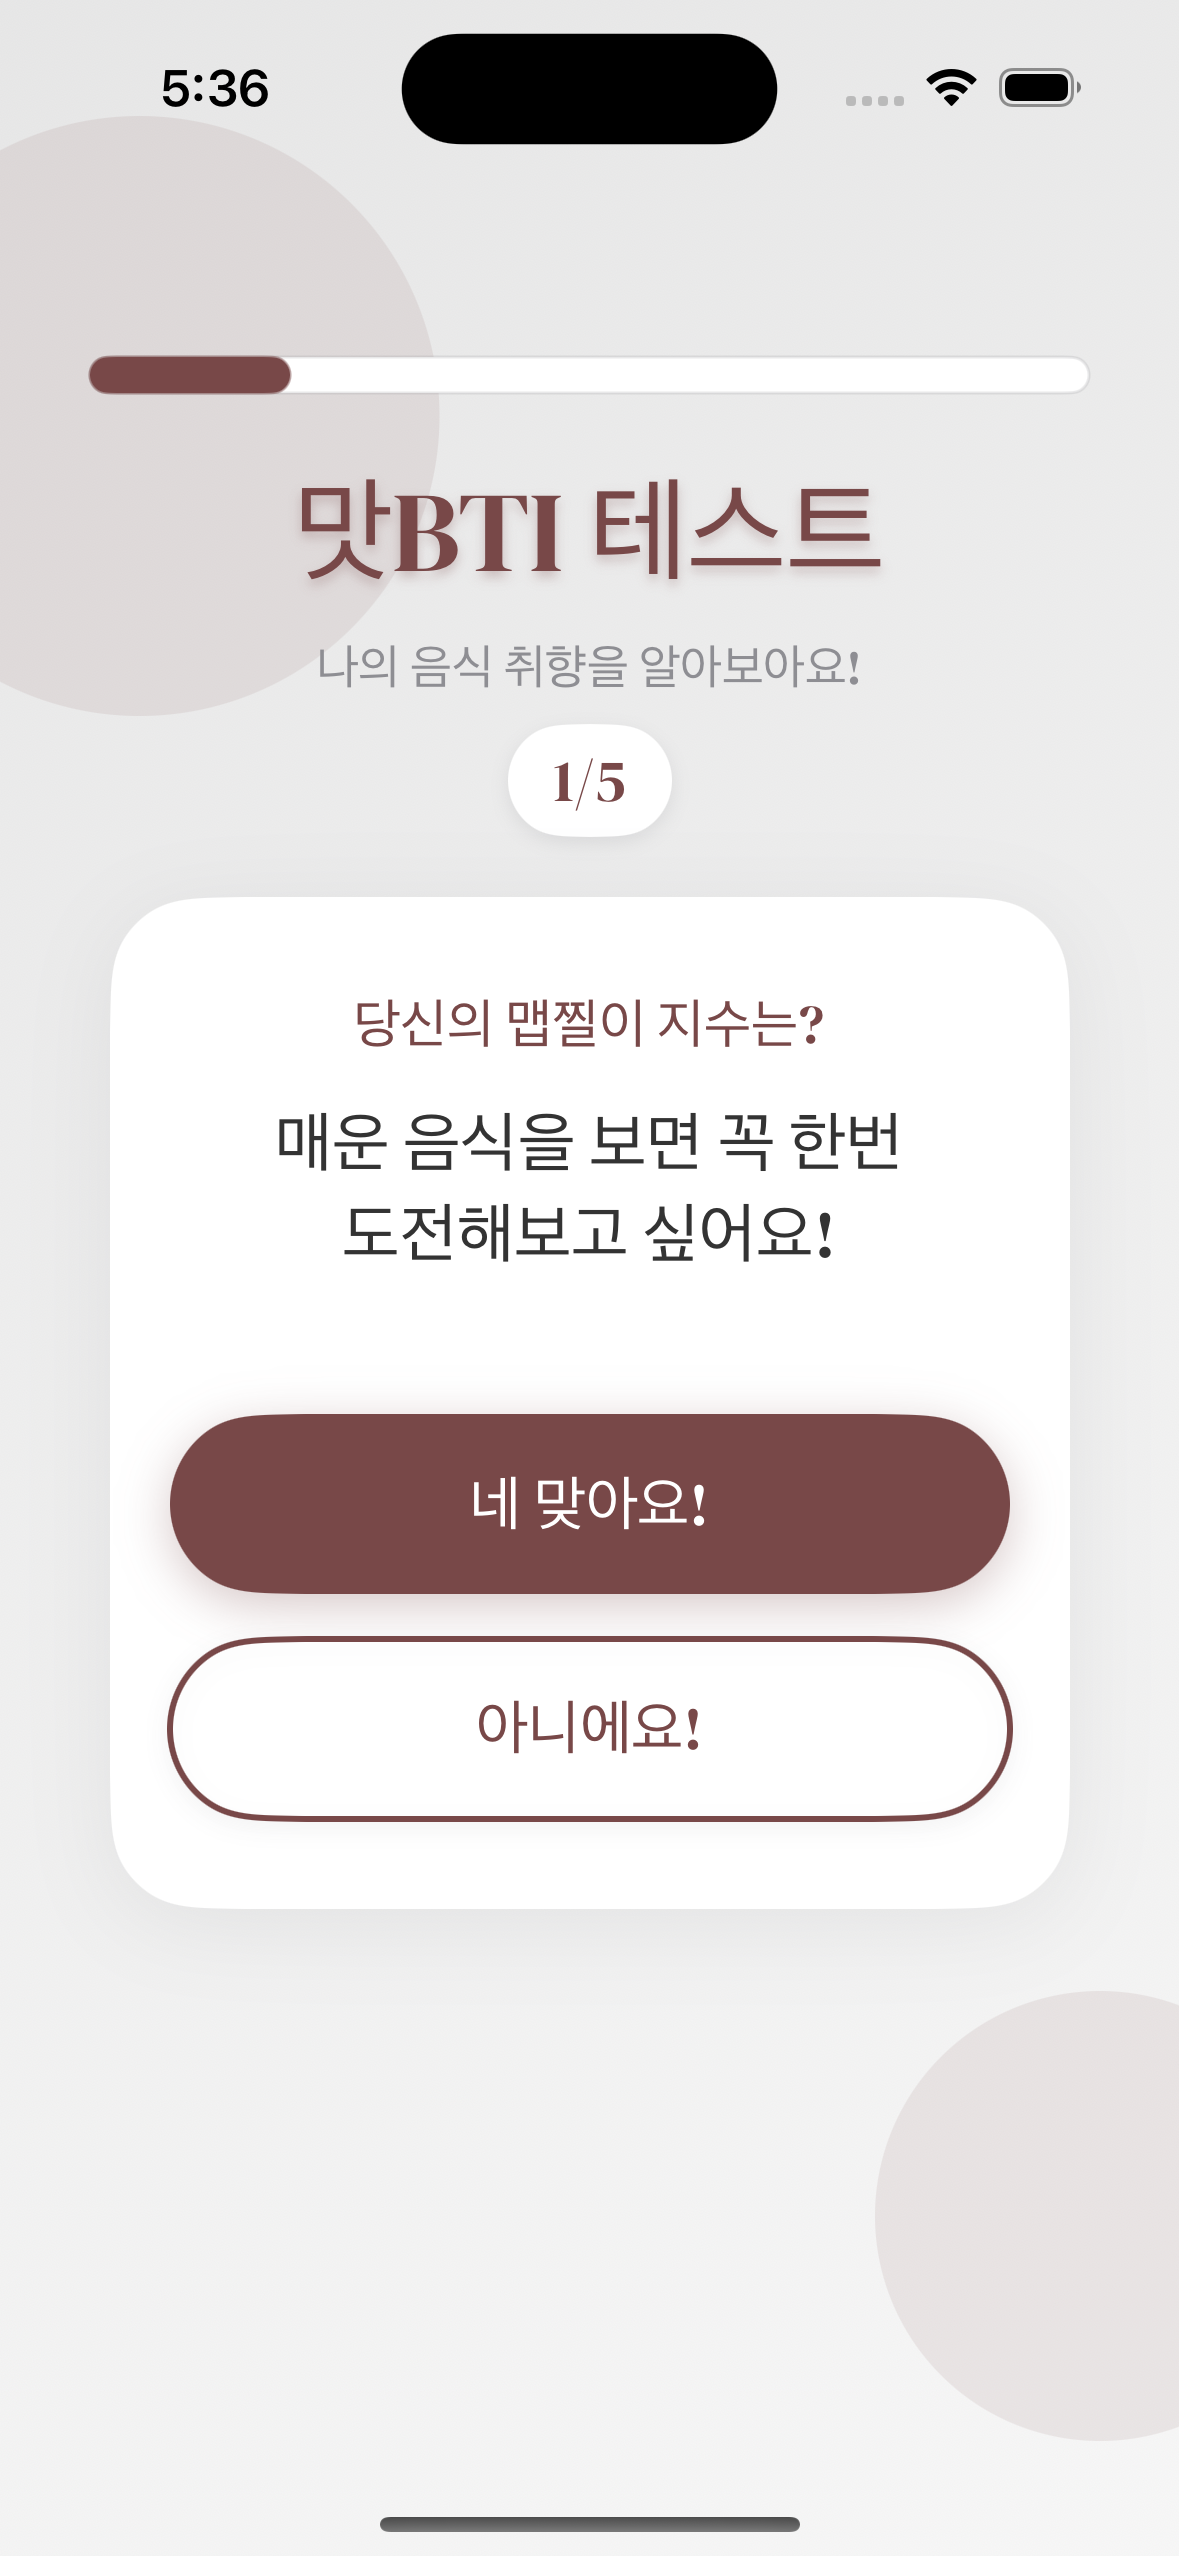 5:36
맛BTI 테스트
나의 음식 취향을 알아보아요!
1/5
당신의 맵찔이 지수는?
매운 음식을 보면 꼭 한번
도전해보고 싶어요!
네 맞아요!
아니에요!